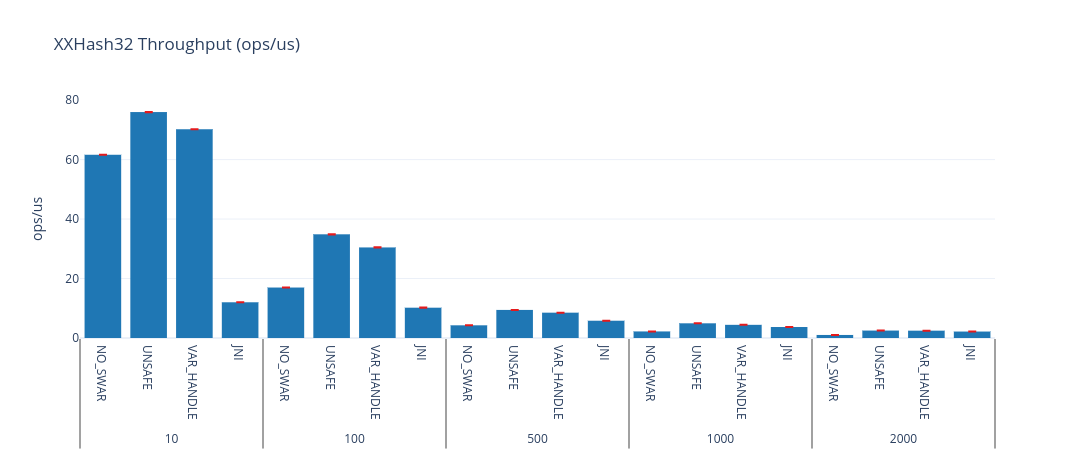 XXHash32 Throughput (ops/us)
ops/us
80
60
40
20
0
NO_SWAR
UNSAFE
VAR_HANDLE
JNI
NO_SWAR
UNSAFE
VAR_HANDLE
JNI
NO_SWAR
UNSAFE
VAR_HANDLE
JNI
NO_SWAR
UNSAFE
VAR_HANDLE
JNI
NO_SWAR
UNSAFE
VAR_HANDLE
JNI
10
100
500
1000
2000